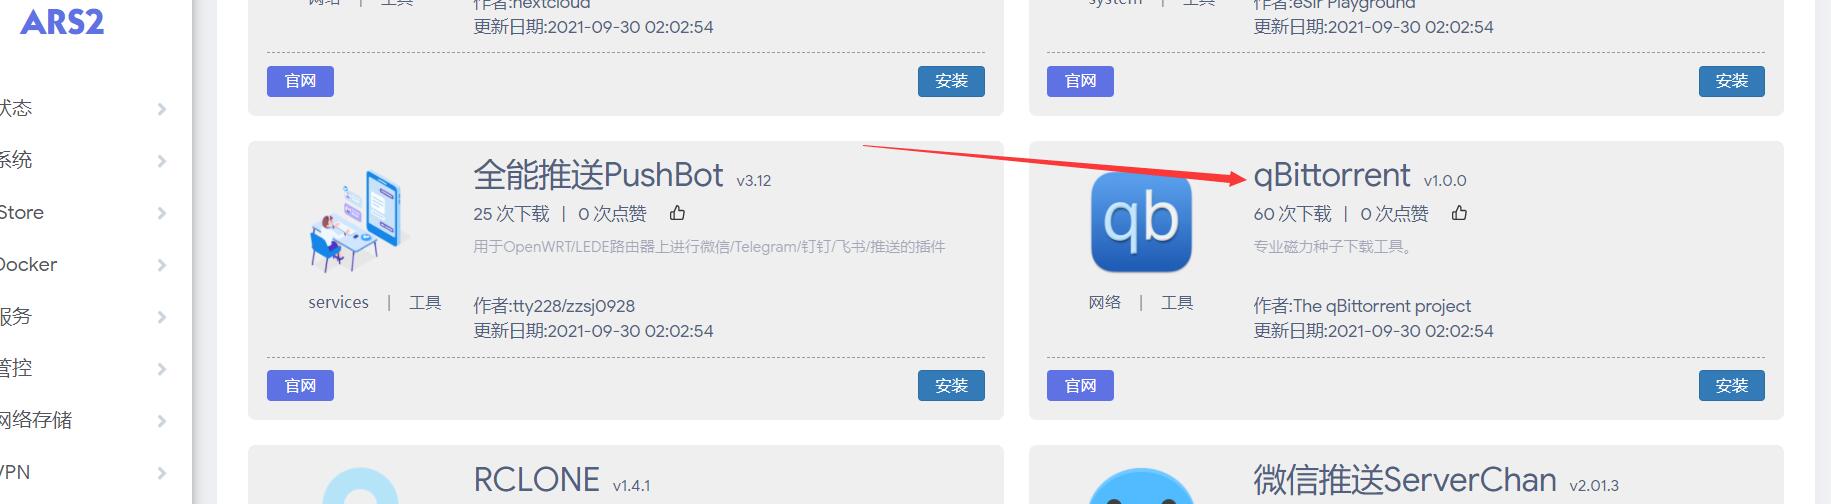 ARS2
状态
系统
Store
Docker
服务
管控
网络存储
VPN
网络 | 工具
作者:nextcloud
更新日期:2021-09-30 02:02:54
官网
安装
system | 工具
作者:eSir Playground
更新日期:2021-09-30 02:02:54
官网
安装
全能推送PushBot v3.12
25 次下载 | 0 次点赞
用于OpenWRT/LEDE路由器上进行微信/Telegram/钉钉/飞书/推送的插件
services | 工具
作者:tty228/zzsj0928
更新日期:2021-09-30 02:02:54
官网
安装
qb
qBittorrent v1.0.0
60 次下载 | 0 次点赞
专业磁力种子下载工具。
网络 | 工具
作者:The qBittorrent project
更新日期:2021-09-30 02:02:54
官网
安装
RCLONE v1.4.1
微信推送ServerChan v2.01.3